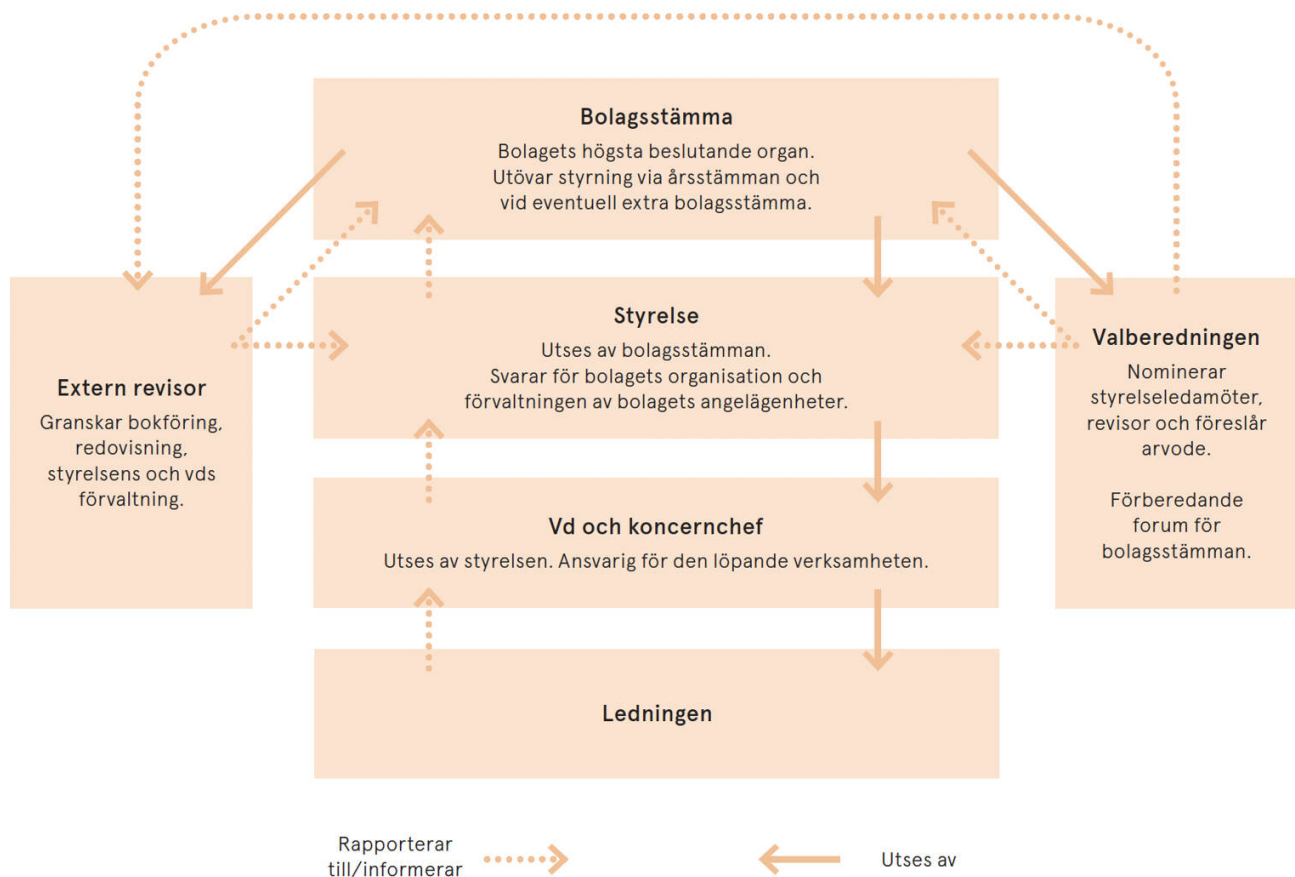 Bolagsstämma
Bolagets högsta beslutande organ.
Utövar styrning via årsstämman och
vid eventuell extra bolagsstämma.
Styrelse
Utses av bolagsstämman.
Svarar för bolagets organisation och
förvaltningen av bolagets angelägenheter.
Extern revisor
Granskar bokföring,
redovisning,
styrelsens och vds
förvaltning.
Valberedningen
Nominerar
styrelseledamöter,
revisor och föreslår
arvode.
Förberedande
forum för
bolagsstämman.
Vd och koncernchef
Utses av styrelsen. Ansvarig för den löpande verksamheten.
Ledningen
Rapporterar
till/informerar
Utses av